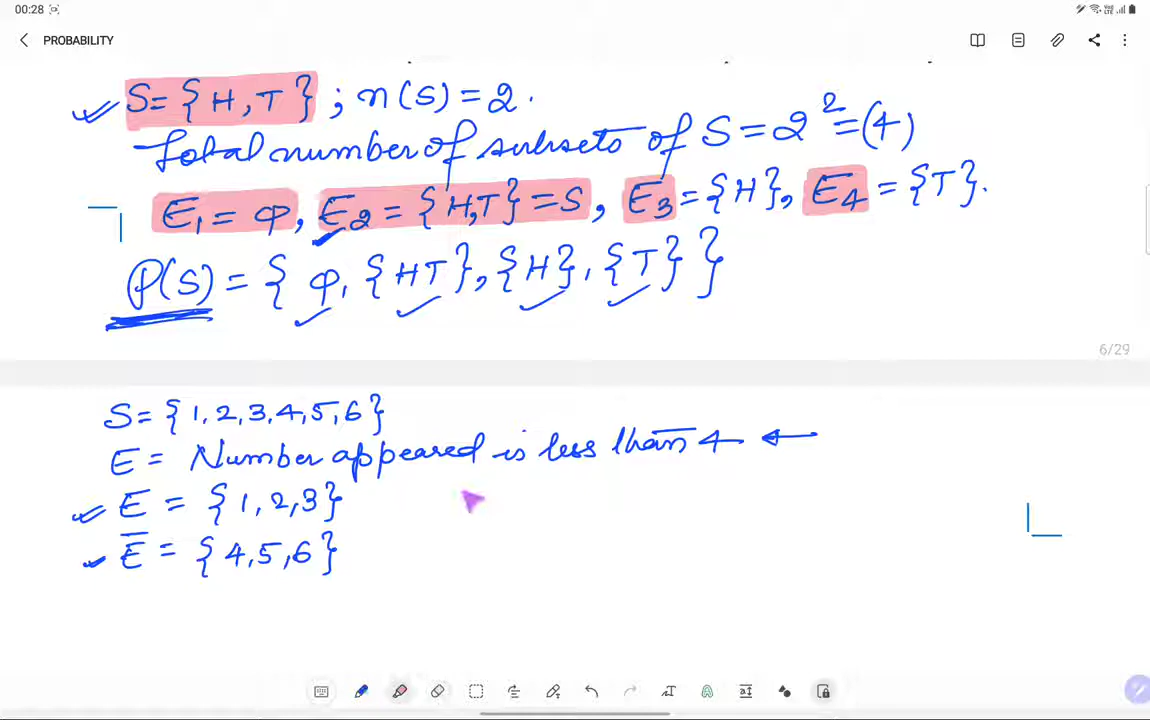 00:28
PROBABILITY
S = {H, T} ; n(S) = 2.
Total number of subsets of S = 2² = (4)
E₁ = φ, E₂ = {H,T} = S, E₃ = {H}, E₄ = {T}.
P(S) = { φ, {HT}, {H}, {T} }
6/29
S = {1, 2, 3, 4, 5, 6}
E = Number appeared is less than 4 ←
E = {1, 2, 3}
E̅ = {4, 5, 6}